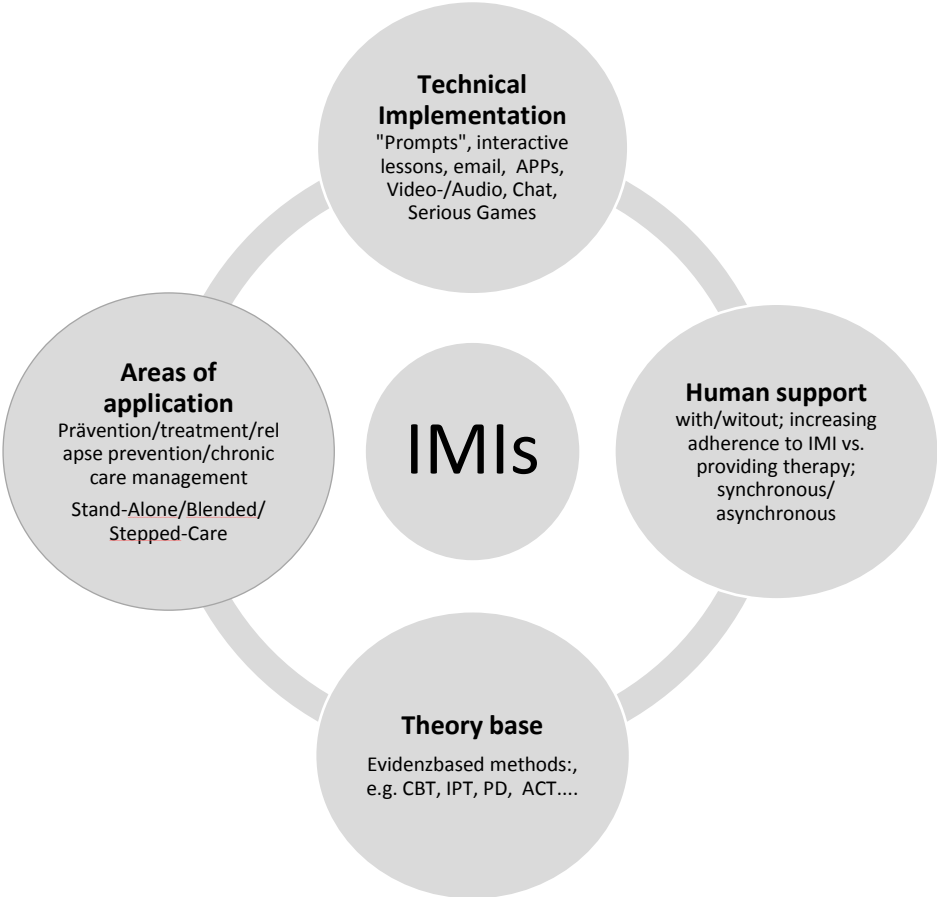 Technical
Implementation
"Prompts", interactive
lessons, email, APPs,
Video-/Audio, Chat,
Serious Games
Areas of
application
Prävention/treatment/rel
apse prevention/chronic
care management
Stand-Alone/Blended/
Stepped-Care
IMIs
Human support
with/witout; increasing
adherence to IMI vs.
providing therapy;
synchronous/
asynchronous
Theory base
Evidenzbased methods:,
e.g. CBT, IPT, PD, ACT....